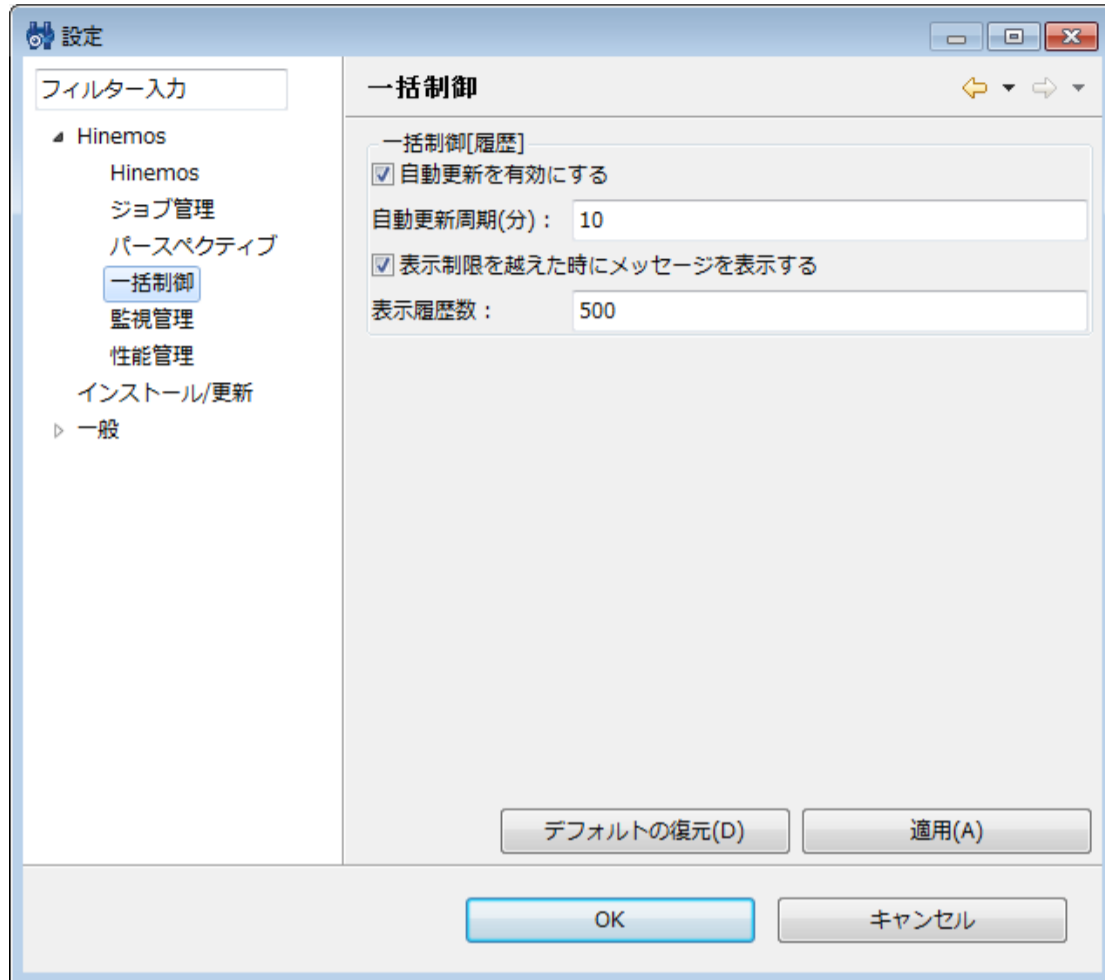 設定
フィルター入力
Hinemos
Hinemos
ジョブ管理
パースペクティブ
一括制御
監視管理
性能管理
インストール/更新
一般
一括制御
一括制御[履歴]
自動更新を有効にする
自動更新周期(分)： 10
表示制限を越えた時にメッセージを表示する
表示履歴数： 500
デフォルトの復元(D) 適用(A)
OK キャンセル